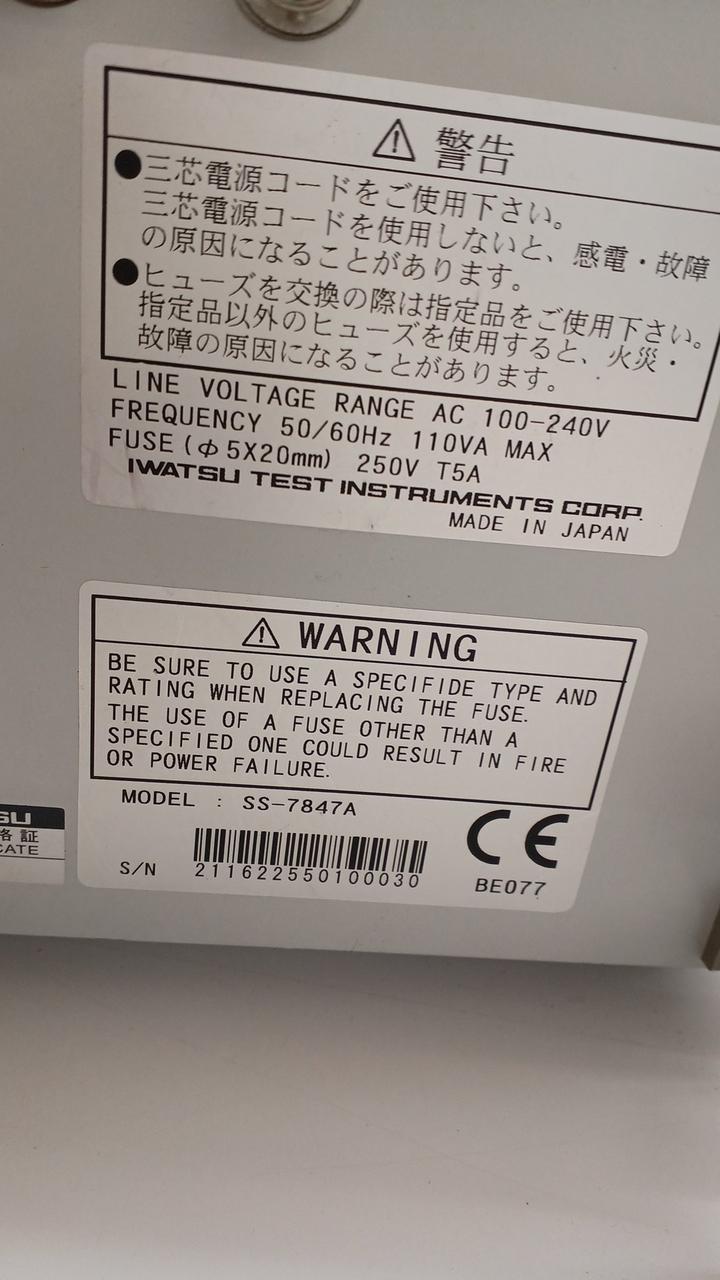 警告
●三芯電源コードをご使用下さい。
三芯電源コードを使用しないと、感電・故障
の原因になることがあります。
●ヒューズを交換の際は指定品をご使用下さい。
指定品以外のヒューズを使用すると、火災・
故障の原因になることがあります。
LINE VOLTAGE RANGE AC 100-240V
FREQUENCY 50/60Hz 110VA MAX
FUSE(φ5X20mm) 250V T5A
IWATSU TEST INSTRUMENTS CORP.
MADE IN JAPAN
WARNING
BE SURE TO USE A SPECIFIDE TYPE AND
RATING WHEN REPLACING THE FUSE.
THE USE OF A FUSE OTHER THAN A
SPECIFIED ONE COULD RESULT IN FIRE
OR POWER FAILURE.
MODEL : SS-7847A
S/N 211622550100030
CE
BE077
SU
格証
CATE